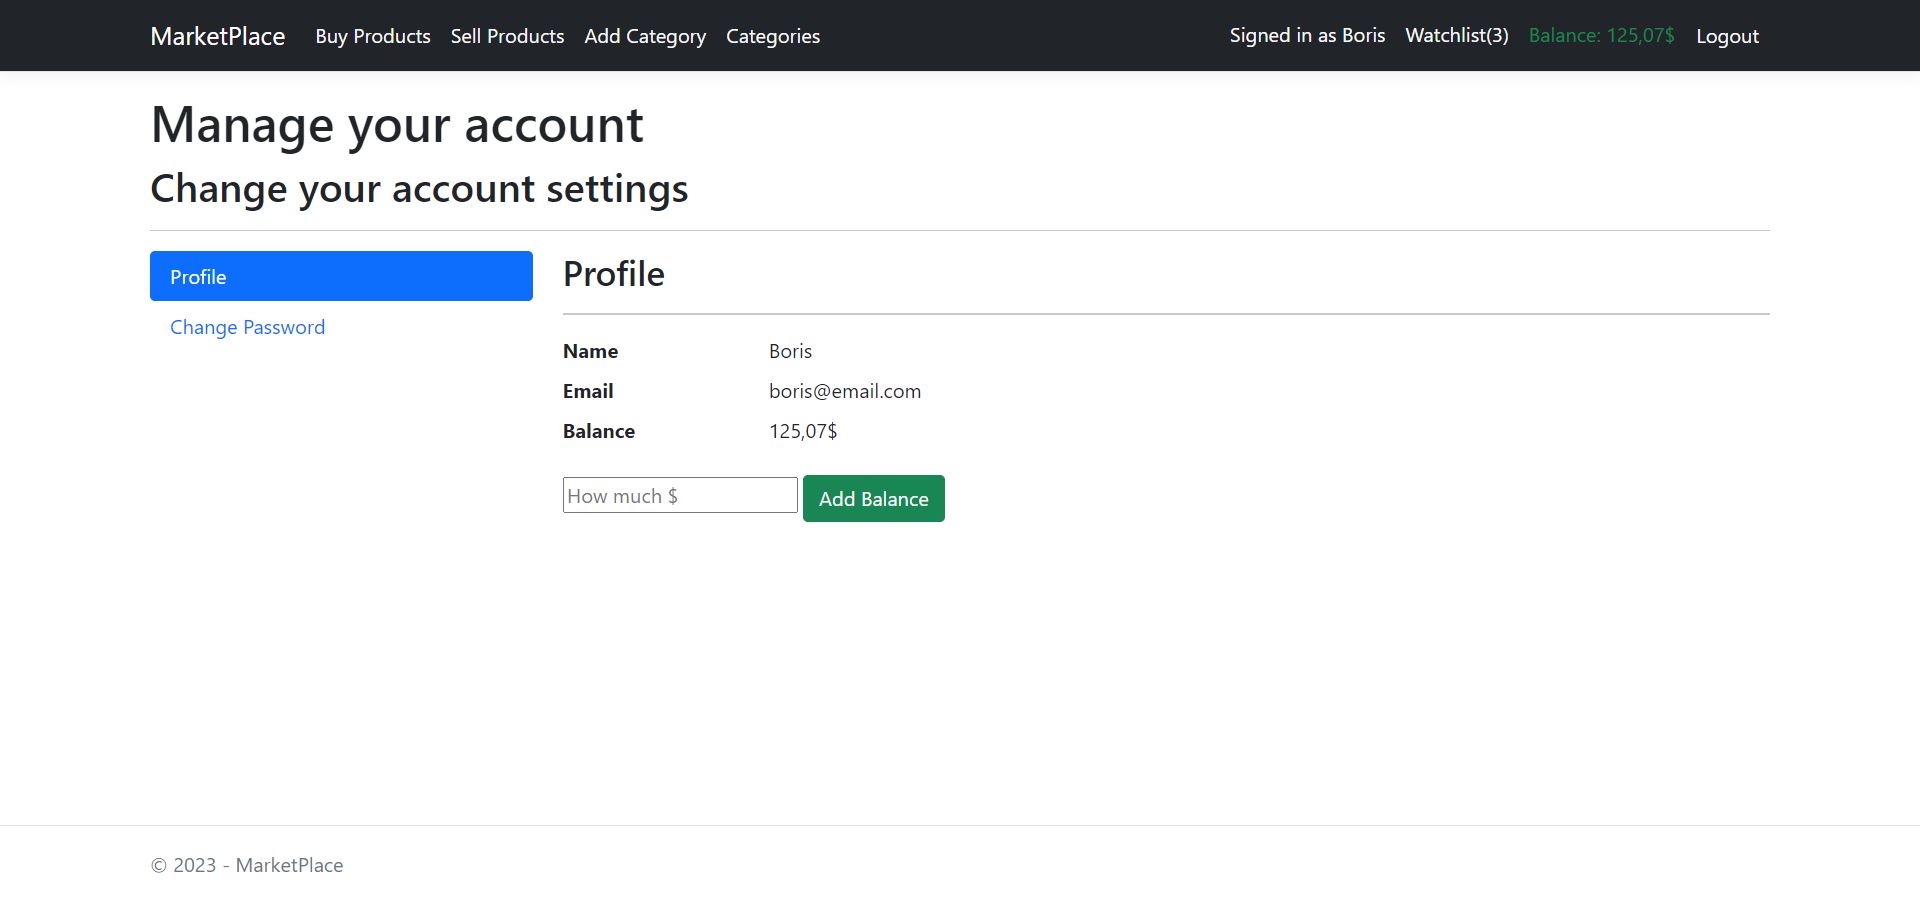 MarketPlace Buy Products Sell Products Add Category Categories Signed in as Boris Watchlist(3) Balance: 125,07$ Logout
Manage your account
Change your account settings
Profile
Change Password
Profile
Name Boris
Email boris@email.com
Balance 125,07$
How much $ Add Balance
© 2023 - MarketPlace